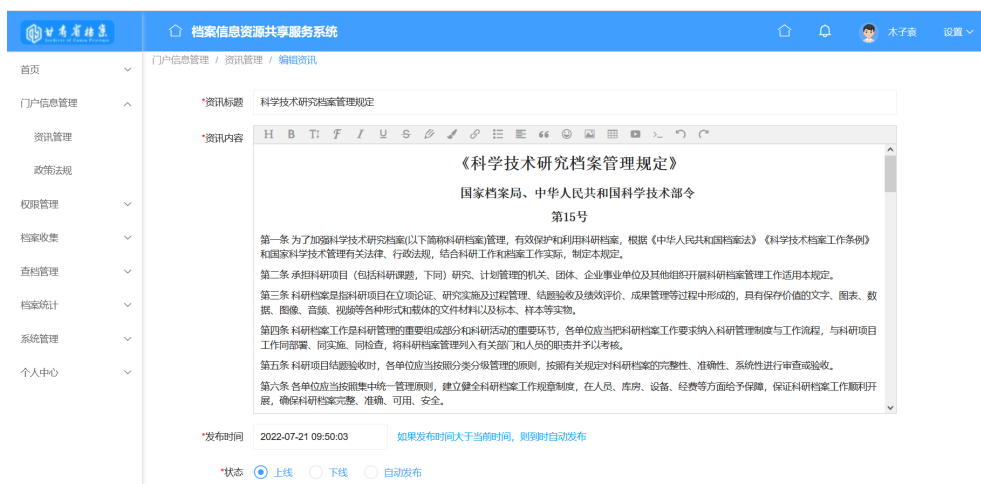 甘肃省档案
档案信息资源共享服务系统
木子袁
设置
首页
门户信息管理
资讯管理
政策法规
权限管理
档案收集
查档管理
档案统计
系统管理
个人中心
门户信息管理 / 资讯管理 / 编辑资讯
*资讯标题
科学技术研究档案管理规定
*资讯内容
《科学技术研究档案管理规定》
国家档案局、中华人民共和国科学技术部令
第15号
第一条 为了加强科学技术研究档案(以下简称科研档案)管理，有效保护和利用科研档案，根据《中华人民共和国档案法》《科学技术档案工作条例》
和国家科学技术管理有关法律、行政法规，结合科研工作和档案工作实际，制定本规定。
第二条 承担科研项目（包括科研课题，下同）研究、计划管理的机关、团体、企业事业单位及其他组织开展科研档案管理工作适用本规定。
第三条 科研档案是指科研项目在立项论证、研究实施及过程管理、结题验收及绩效评价、成果管理等过程中形成的，具有保存价值的文字、图表、数
据、图像、音频、视频等各种形式和载体的文件材料以及标本、样本等实物。
第四条 科研档案工作是科研管理的重要组成部分和科研活动的重要环节，各单位应当把科研档案工作要求纳入科研管理制度与工作流程，与科研项目
工作同部署、同实施、同检查，将科研档案管理列入有关部门和人员的职责并予以考核。
第五条 科研项目结题验收时，各单位应当按照分类分级管理的原则，按照有关规定对科研档案的完整性、准确性、系统性进行审查或验收。
第六条 各单位应当按照集中统一管理原则，建立健全科研档案工作规章制度，在人员、库房、设备、经费等方面给予保障，保证科研档案工作顺利开
展，确保科研档案完整、准确、可用、安全。
*发布时间
2022-07-21 09:50:03
如果发布时间大于当前时间，则到时自动发布
*状态
上线
下线
自动发布